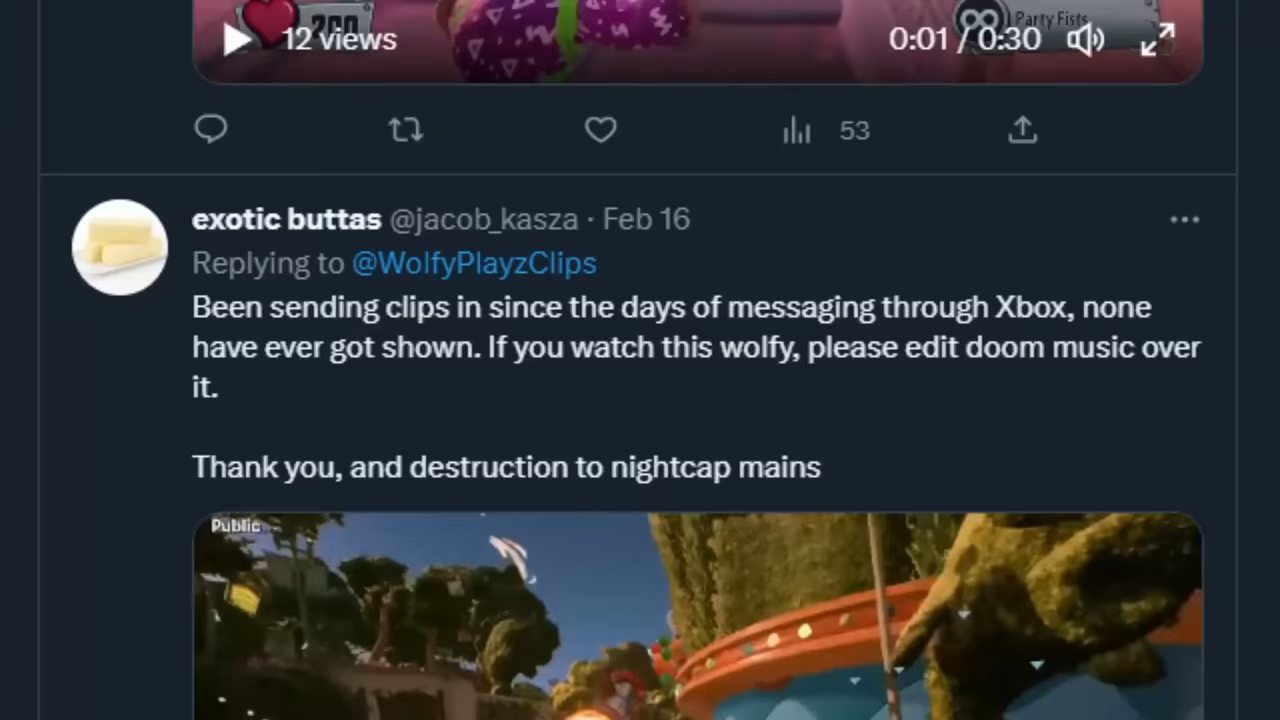 200
12 views
Party Fists
0:01 / 0:30
53
exotic buttas @jacob_kasza · Feb 16
Replying to @WolfyPlayzClips
Been sending clips in since the days of messaging through Xbox, none
have ever got shown. If you watch this wolfy, please edit doom music over
it.
Thank you, and destruction to nightcap mains
Public